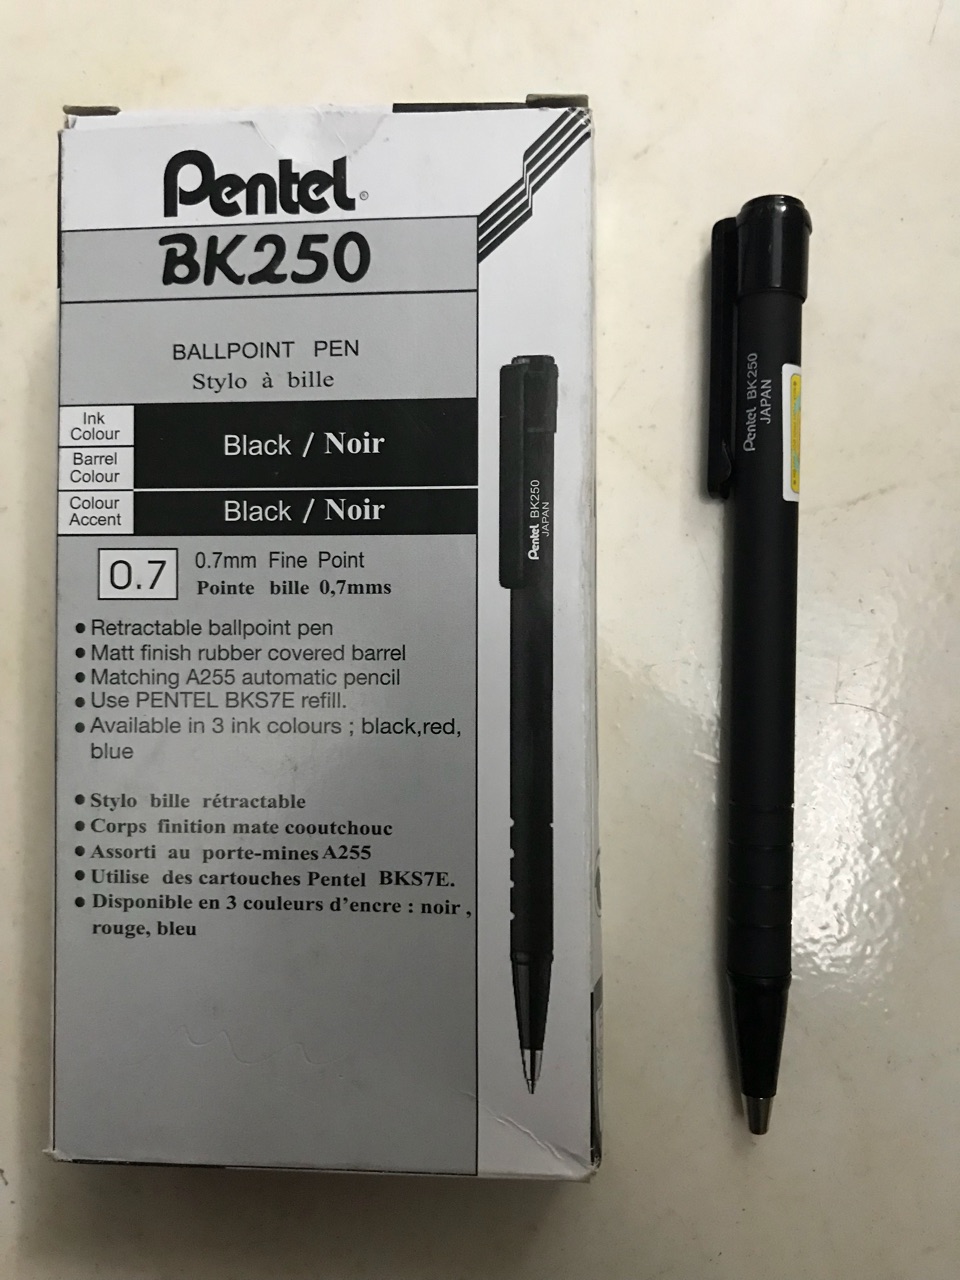 Pentel®
BK250
BALLPOINT PEN
Stylo à bille
Ink
Colour
Barrel
Colour
Black / Noir
Colour
Accent
Black / Noir
0.7
0.7mm Fine Point
Pointe bille 0,7mms
● Retractable ballpoint pen
● Matt finish rubber covered barrel
● Matching A255 automatic pencil
● Use PENTEL BKS7E refill.
● Available in 3 ink colours ; black,red,
blue
● Stylo bille rétractable
● Corps finition mate cooutchouc
● Assorti au porte-mines A255
● Utilise des cartouches Pentel BKS7E.
● Disponible en 3 couleurs d’encre : noir ,
rouge, bleu
Pentel BK250
JAPAN
Pentel BK250
JAPAN